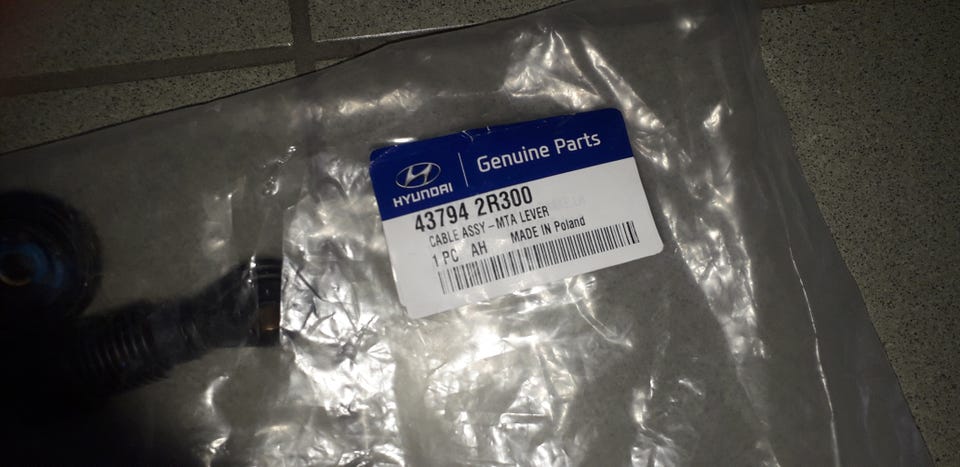 HYUNDAI
Genuine Parts
43794 2R300
CABLE ASSY-MTA LEVER
1 PC AH MADE IN Poland